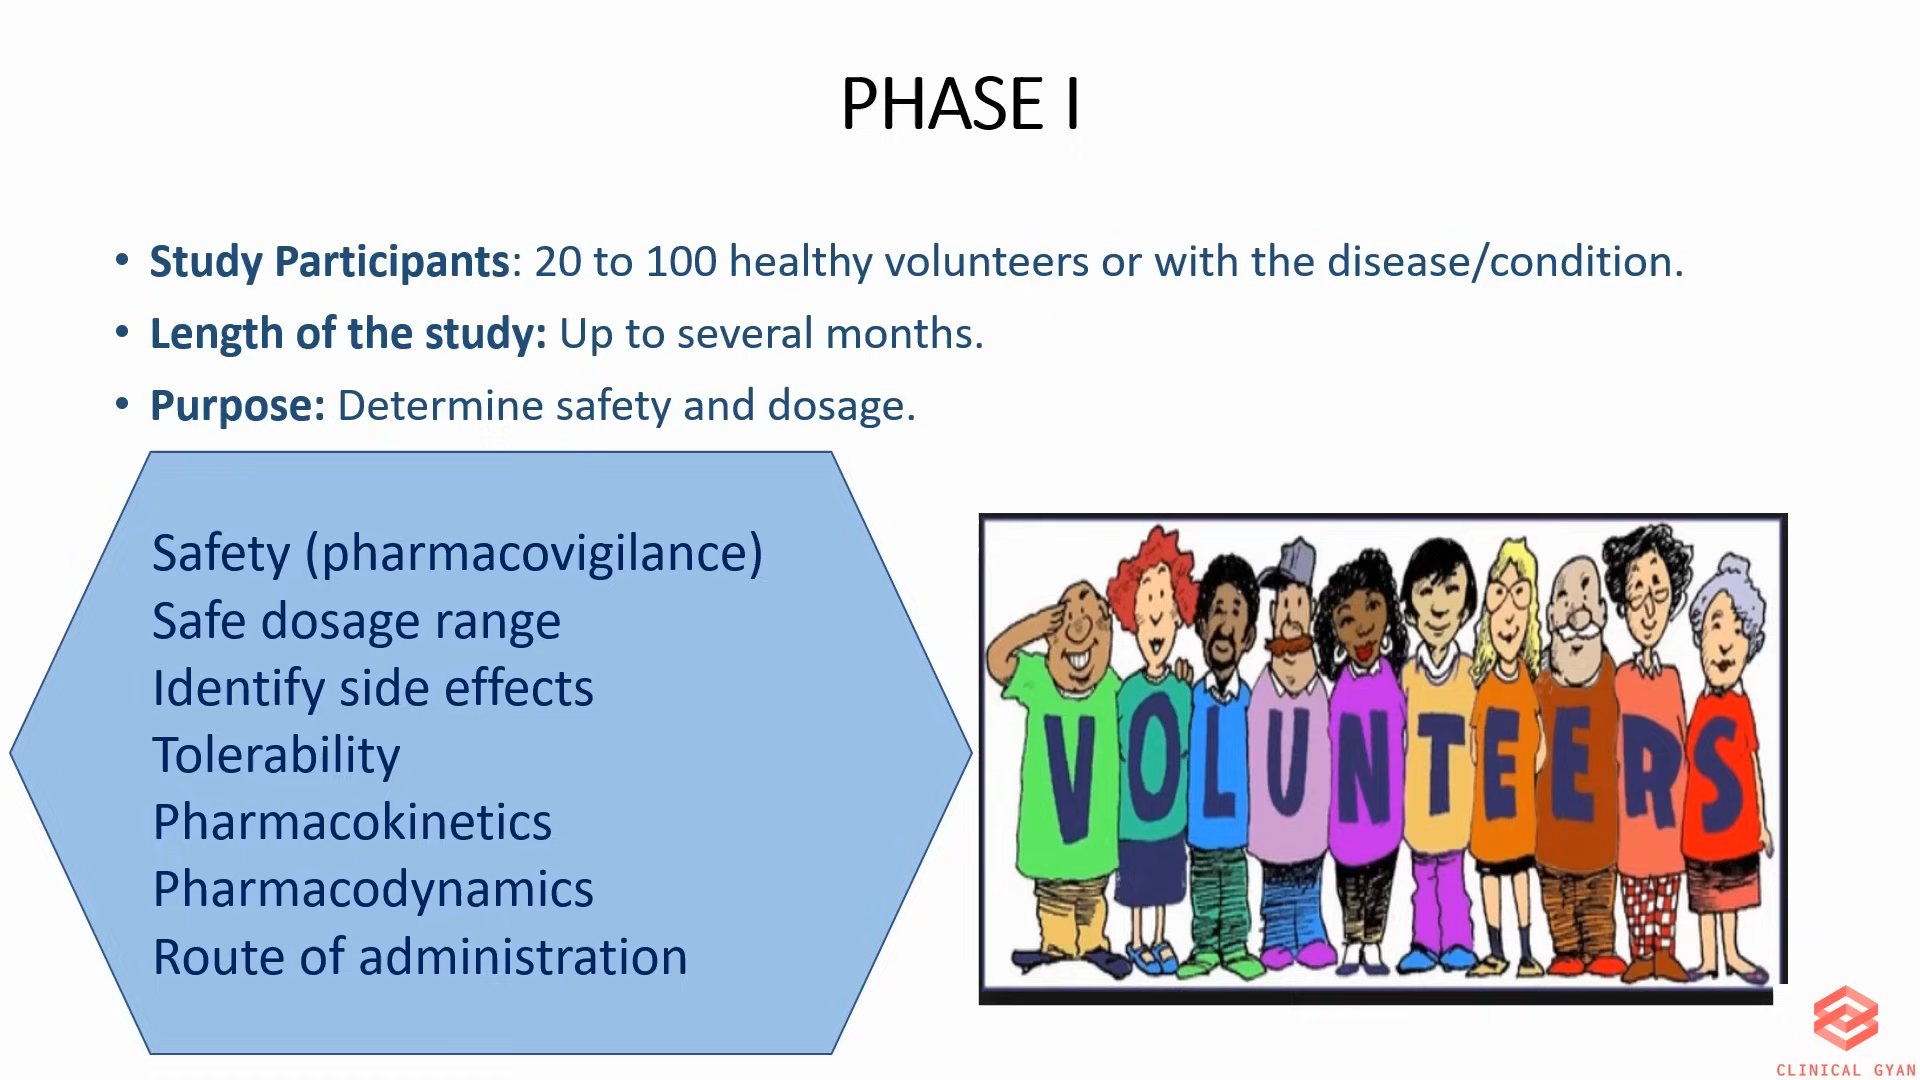 PHASE I
• Study Participants: 20 to 100 healthy volunteers or with the disease/condition.
• Length of the study: Up to several months.
• Purpose: Determine safety and dosage.
Safety (pharmacovigilance)
Safe dosage range
Identify side effects
Tolerability
Pharmacokinetics
Pharmacodynamics
Route of administration
VOLUNTEERS
CLINICAL GYAN